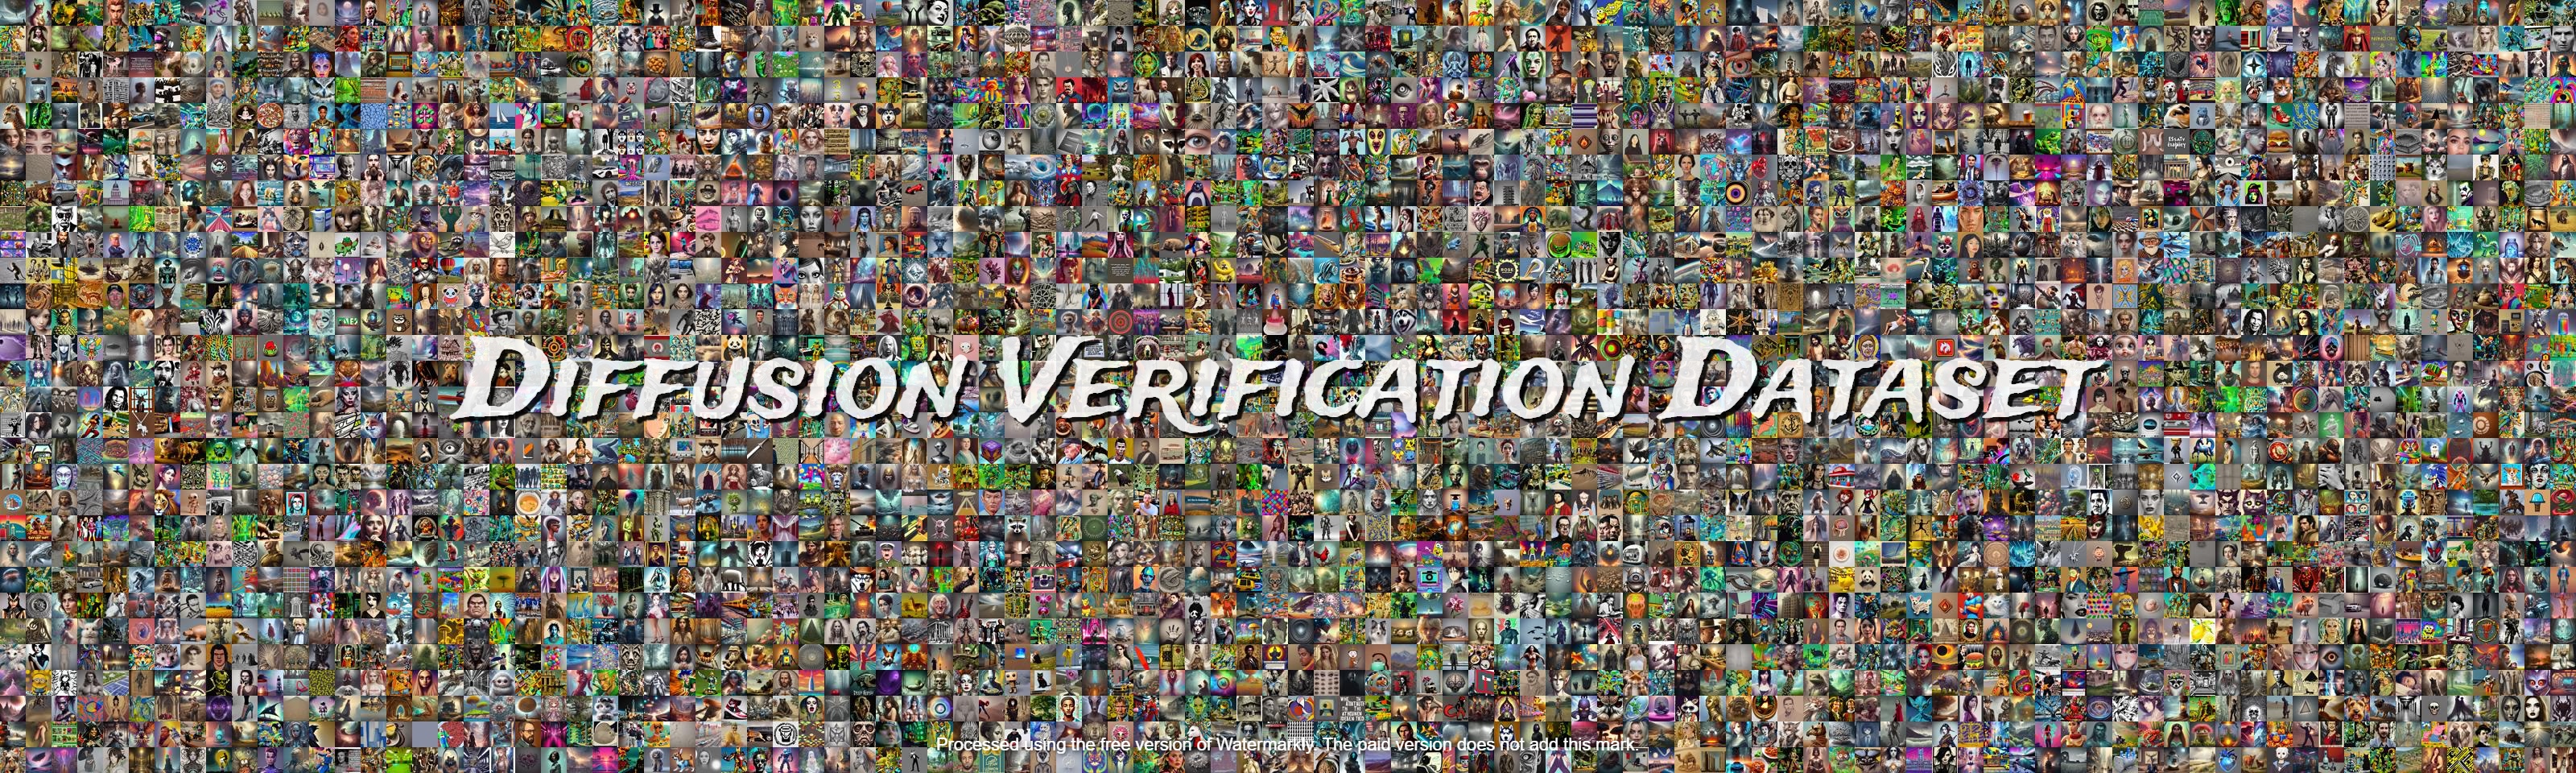 Diffusion Verification Dataset
Processed using the free version of Watermarkly. The paid version does not add this mark.